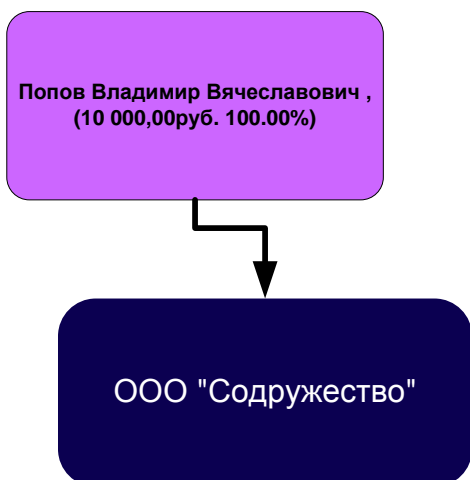 Попов Владимир Вячеславович ,
(10 000,00руб. 100.00%)
ООО "Содружество"